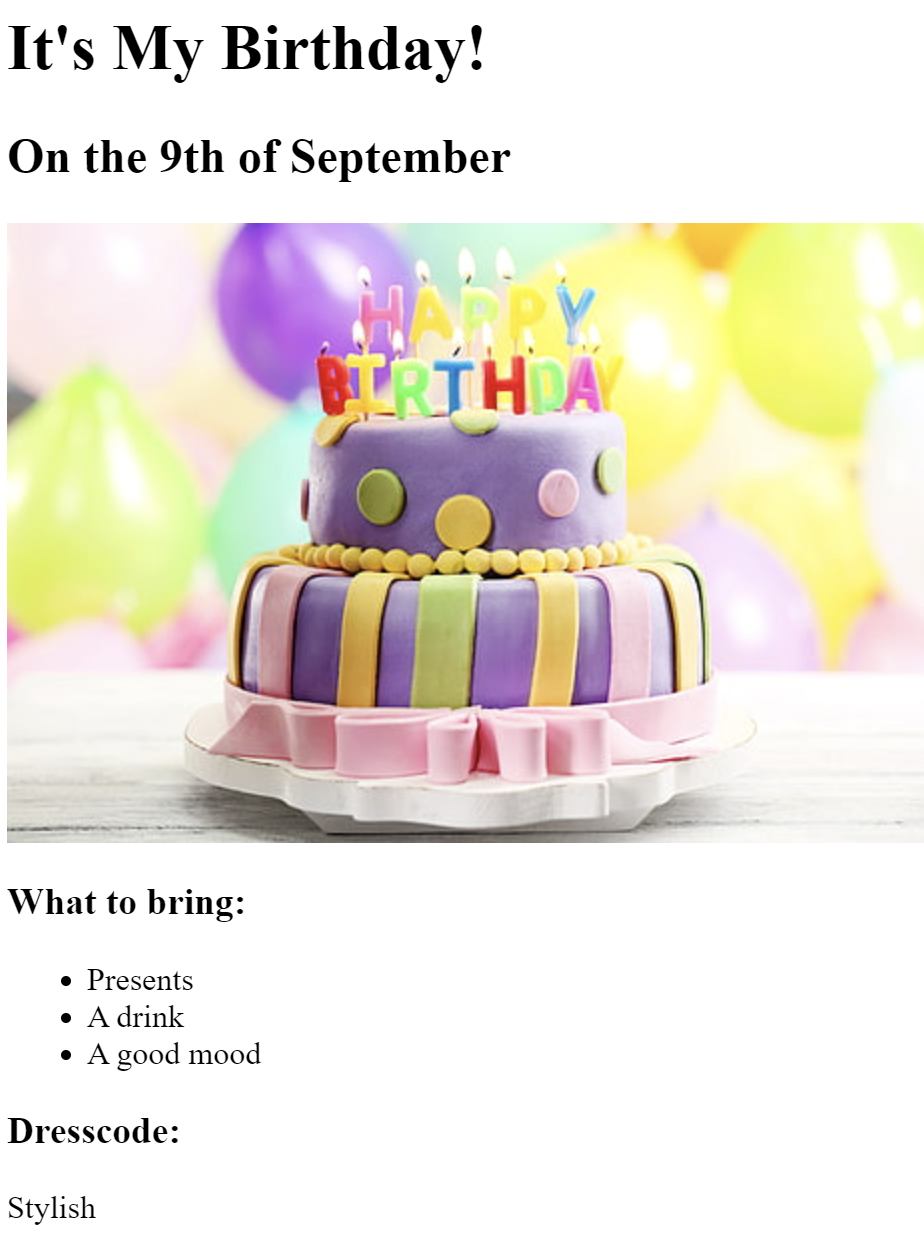 It's My Birthday!
On the 9th of September
HAPPY
BIRTHDAY
What to bring:
Presents
A drink
A good mood
Dresscode:
Stylish